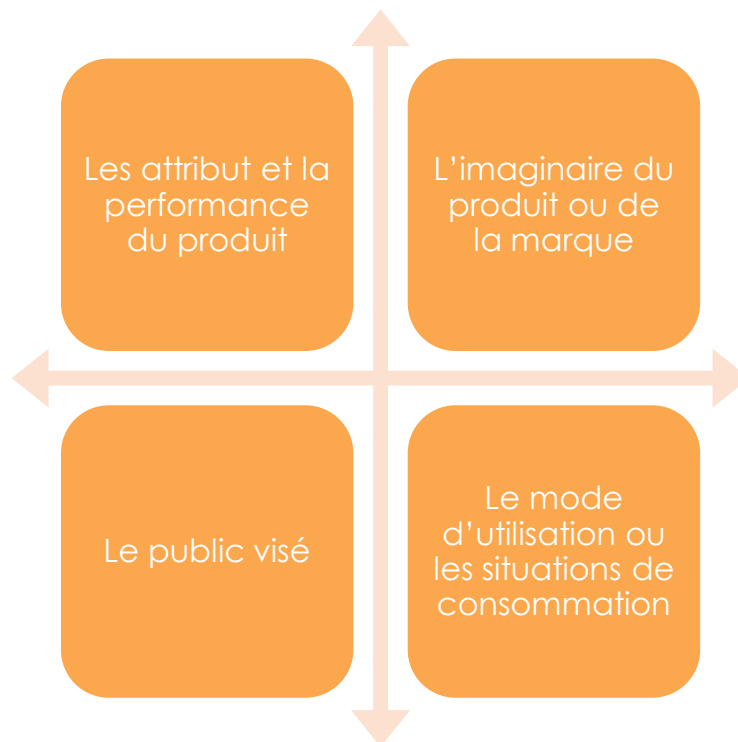 Les attribut et la
performance
du produit
L'imaginaire du
produit ou de
la marque
Le public visé
Le mode
d'utilisation ou
les situations de
consommation